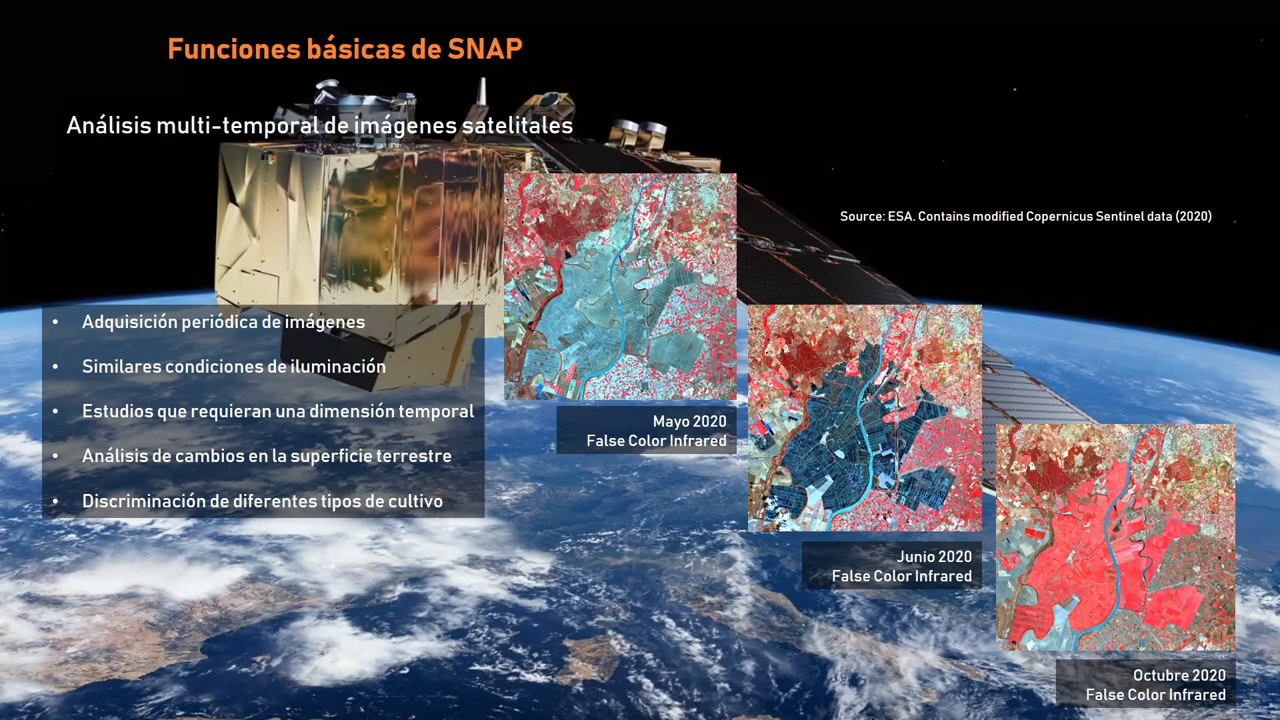 Funciones básicas de SNAP
Análisis multi-temporal de imágenes satelitales
Source: ESA. Contains modified Copernicus Sentinel data (2020)
• Adquisición periódica de imágenes
• Similares condiciones de iluminación
• Estudios que requieran una dimensión temporal
• Análisis de cambios en la superficie terrestre
• Discriminación de diferentes tipos de cultivo
Mayo 2020
False Color Infrared
Junio 2020
False Color Infrared
Octubre 2020
False Color Infrared